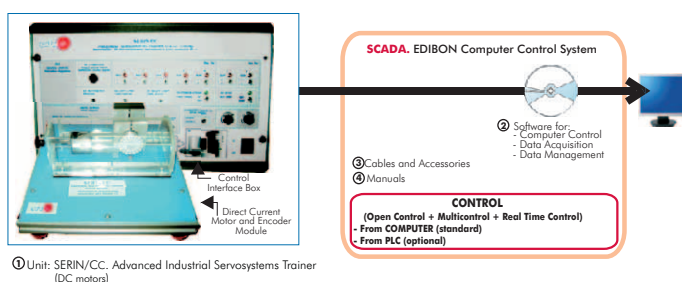 SCADA. EDIBON Computer Control System
② Software for:
- Computer Control
- Data Acquisition
- Data Management
③Cables and Accessories
④Manuals
CONTROL
(Open Control + Multicontrol + Real Time Control)
- From COMPUTER (standard)
- From PLC (optional)
Control
Interface Box
Direct Current
Motor and Encoder
Module
①Unit: SERIN/CC. Advanced Industrial Servosystems Trainer
(DC motors)